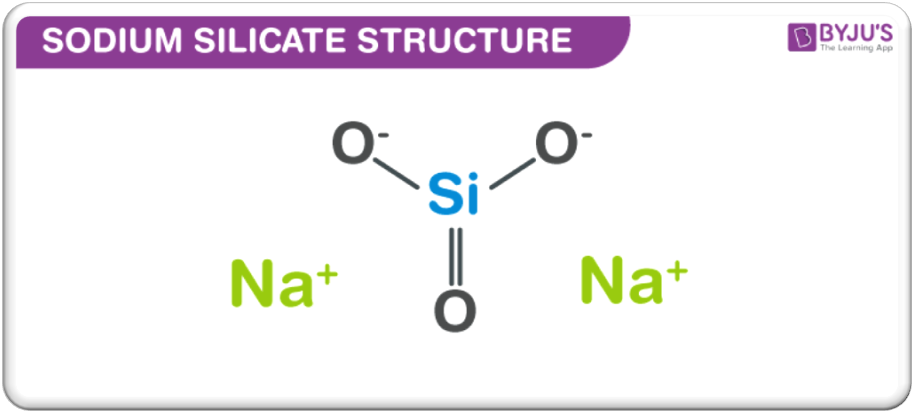 SODIUM SILICATE STRUCTURE
BYJU'S
The Learning App
O- O-
Si
Na+ Na+
O